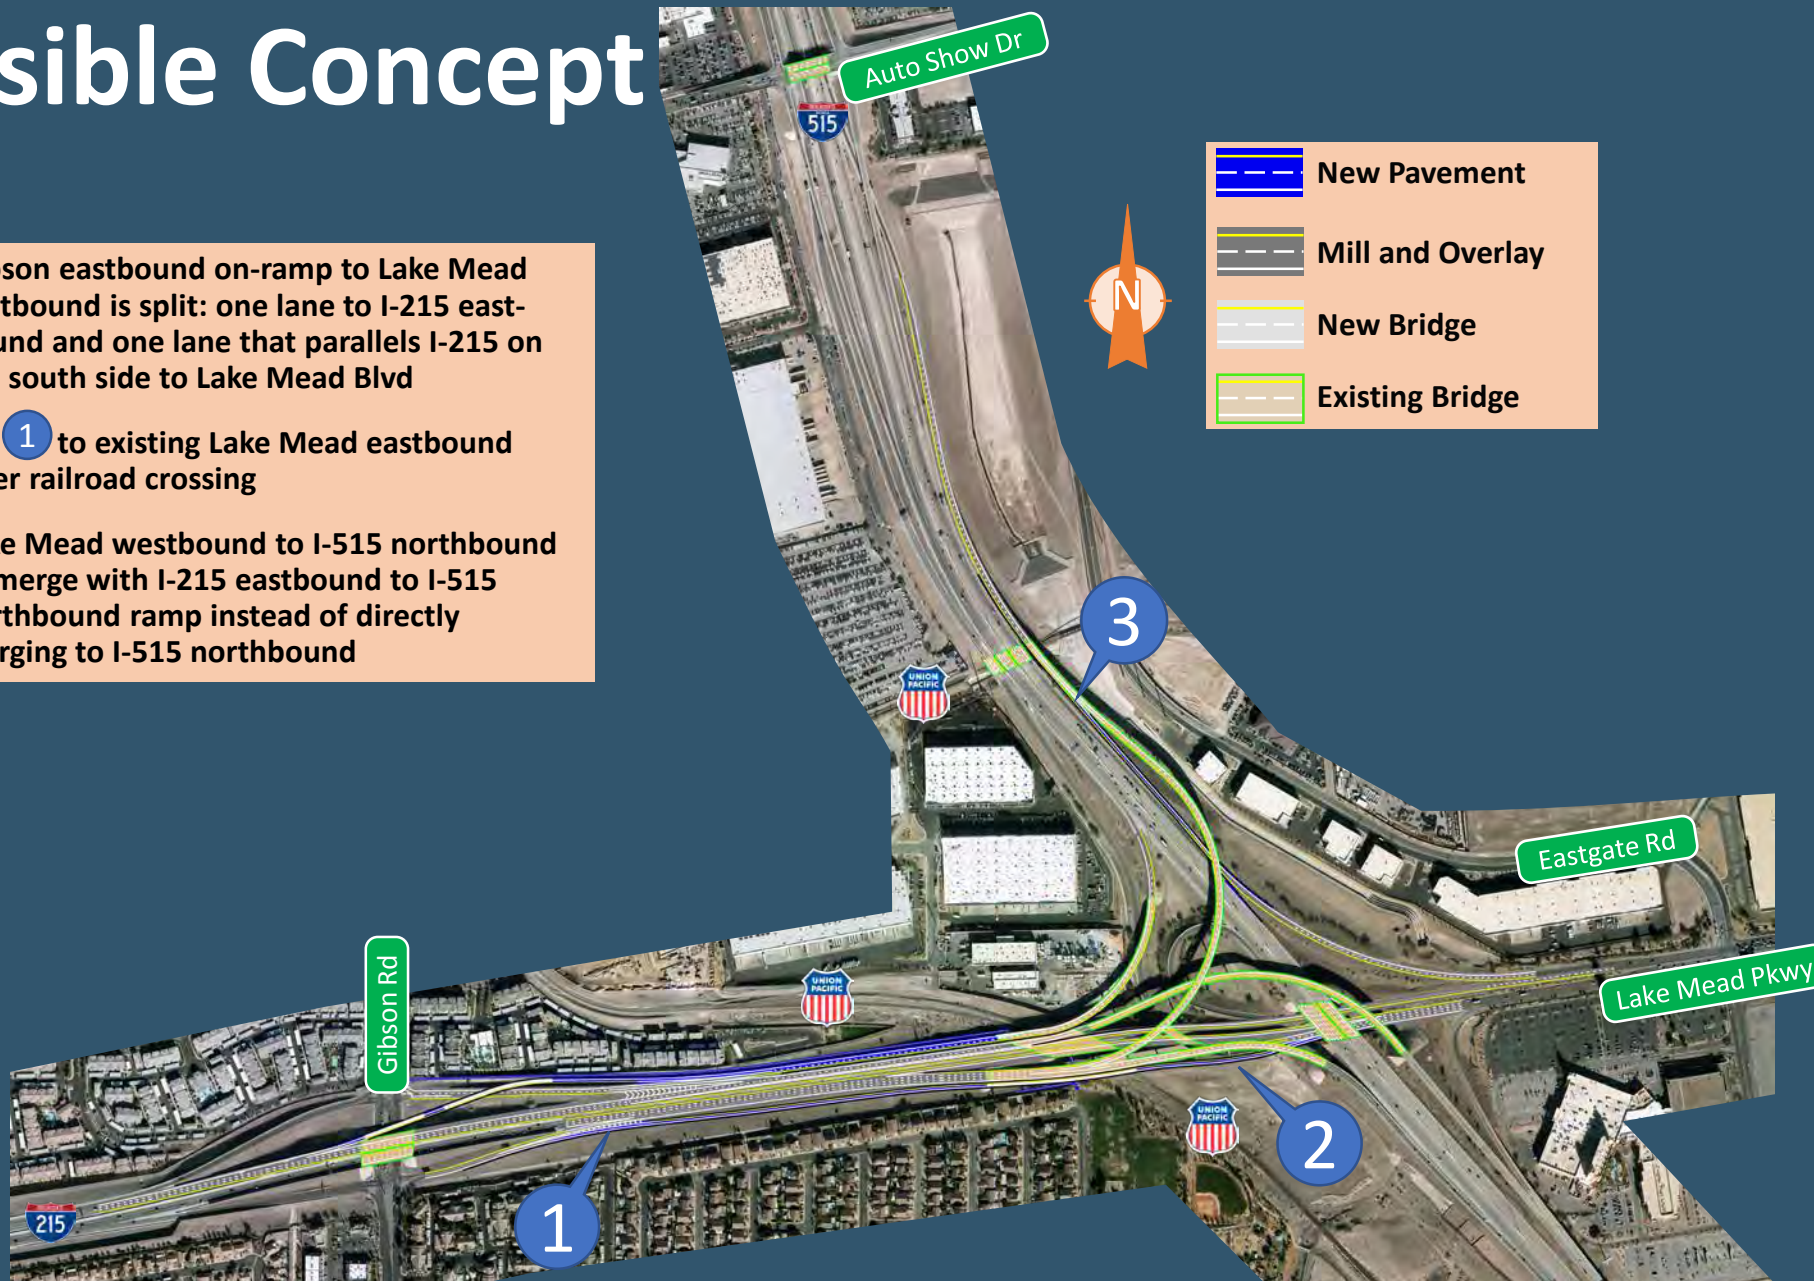 sible Concept
Auto Show Dr
515
New Pavement
Mill and Overlay
New Bridge
Existing Bridge
N
son eastbound on-ramp to Lake Mead
tbound is split: one lane to I-215 east-
und and one lane that parallels I-215 on
south side to Lake Mead Blvd
1 to existing Lake Mead eastbound
er railroad crossing
e Mead westbound to I-515 northbound
merge with I-215 eastbound to I-515
rthbound ramp instead of directly
rging to I-515 northbound
3
UNION
PACIFIC
Eastgate Rd
Gibson Rd
UNION
PACIFIC
Lake Mead Pkwy
UNION
PACIFIC
2
1
215